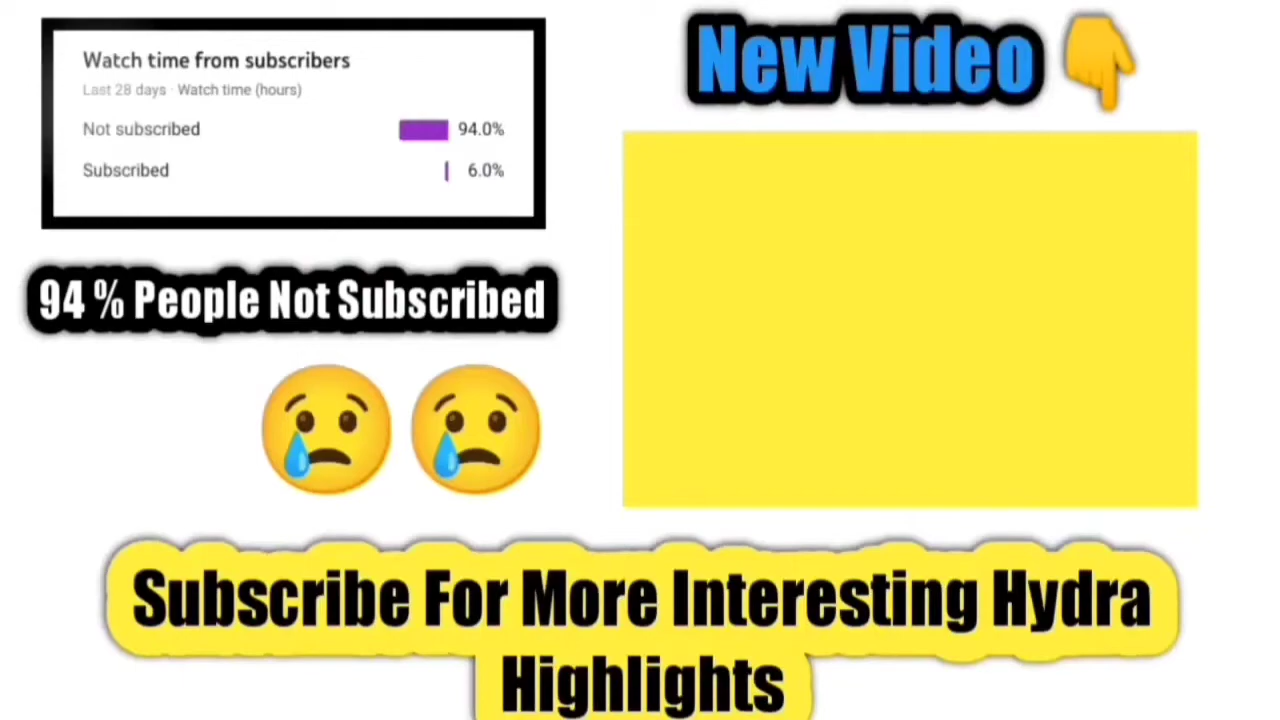 Watch time from subscribers
Last 28 days · Watch time (hours)
Not subscribed 94.0%
Subscribed 6.0%
New Video
94 % People Not Subscribed
Subscribe For More Interesting Hydra
Highlights